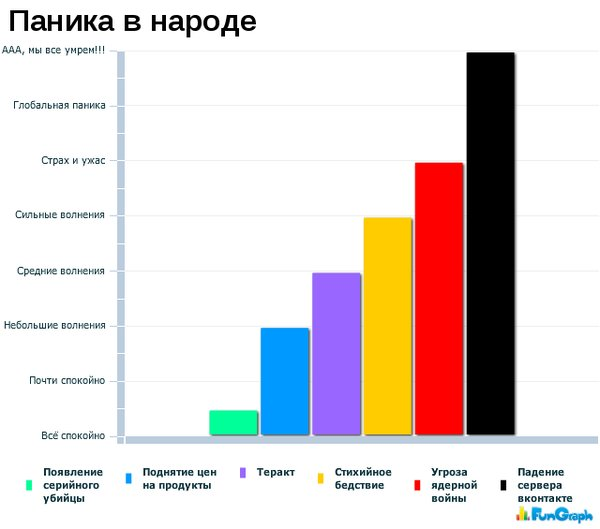 Паника в народе
ААА, мы все умрем!!!
Глобальная паника
Страх и ужас
Сильные волнения
Средние волнения
Небольшие волнения
Почти спокойно
Всё спокойно
Появление
серийного
убийцы
Поднятие цен
на продукты
Теракт
Стихийное
бедствие
Угроза
ядерной
войны
Падение
сервера
вконтакте
FunGraph